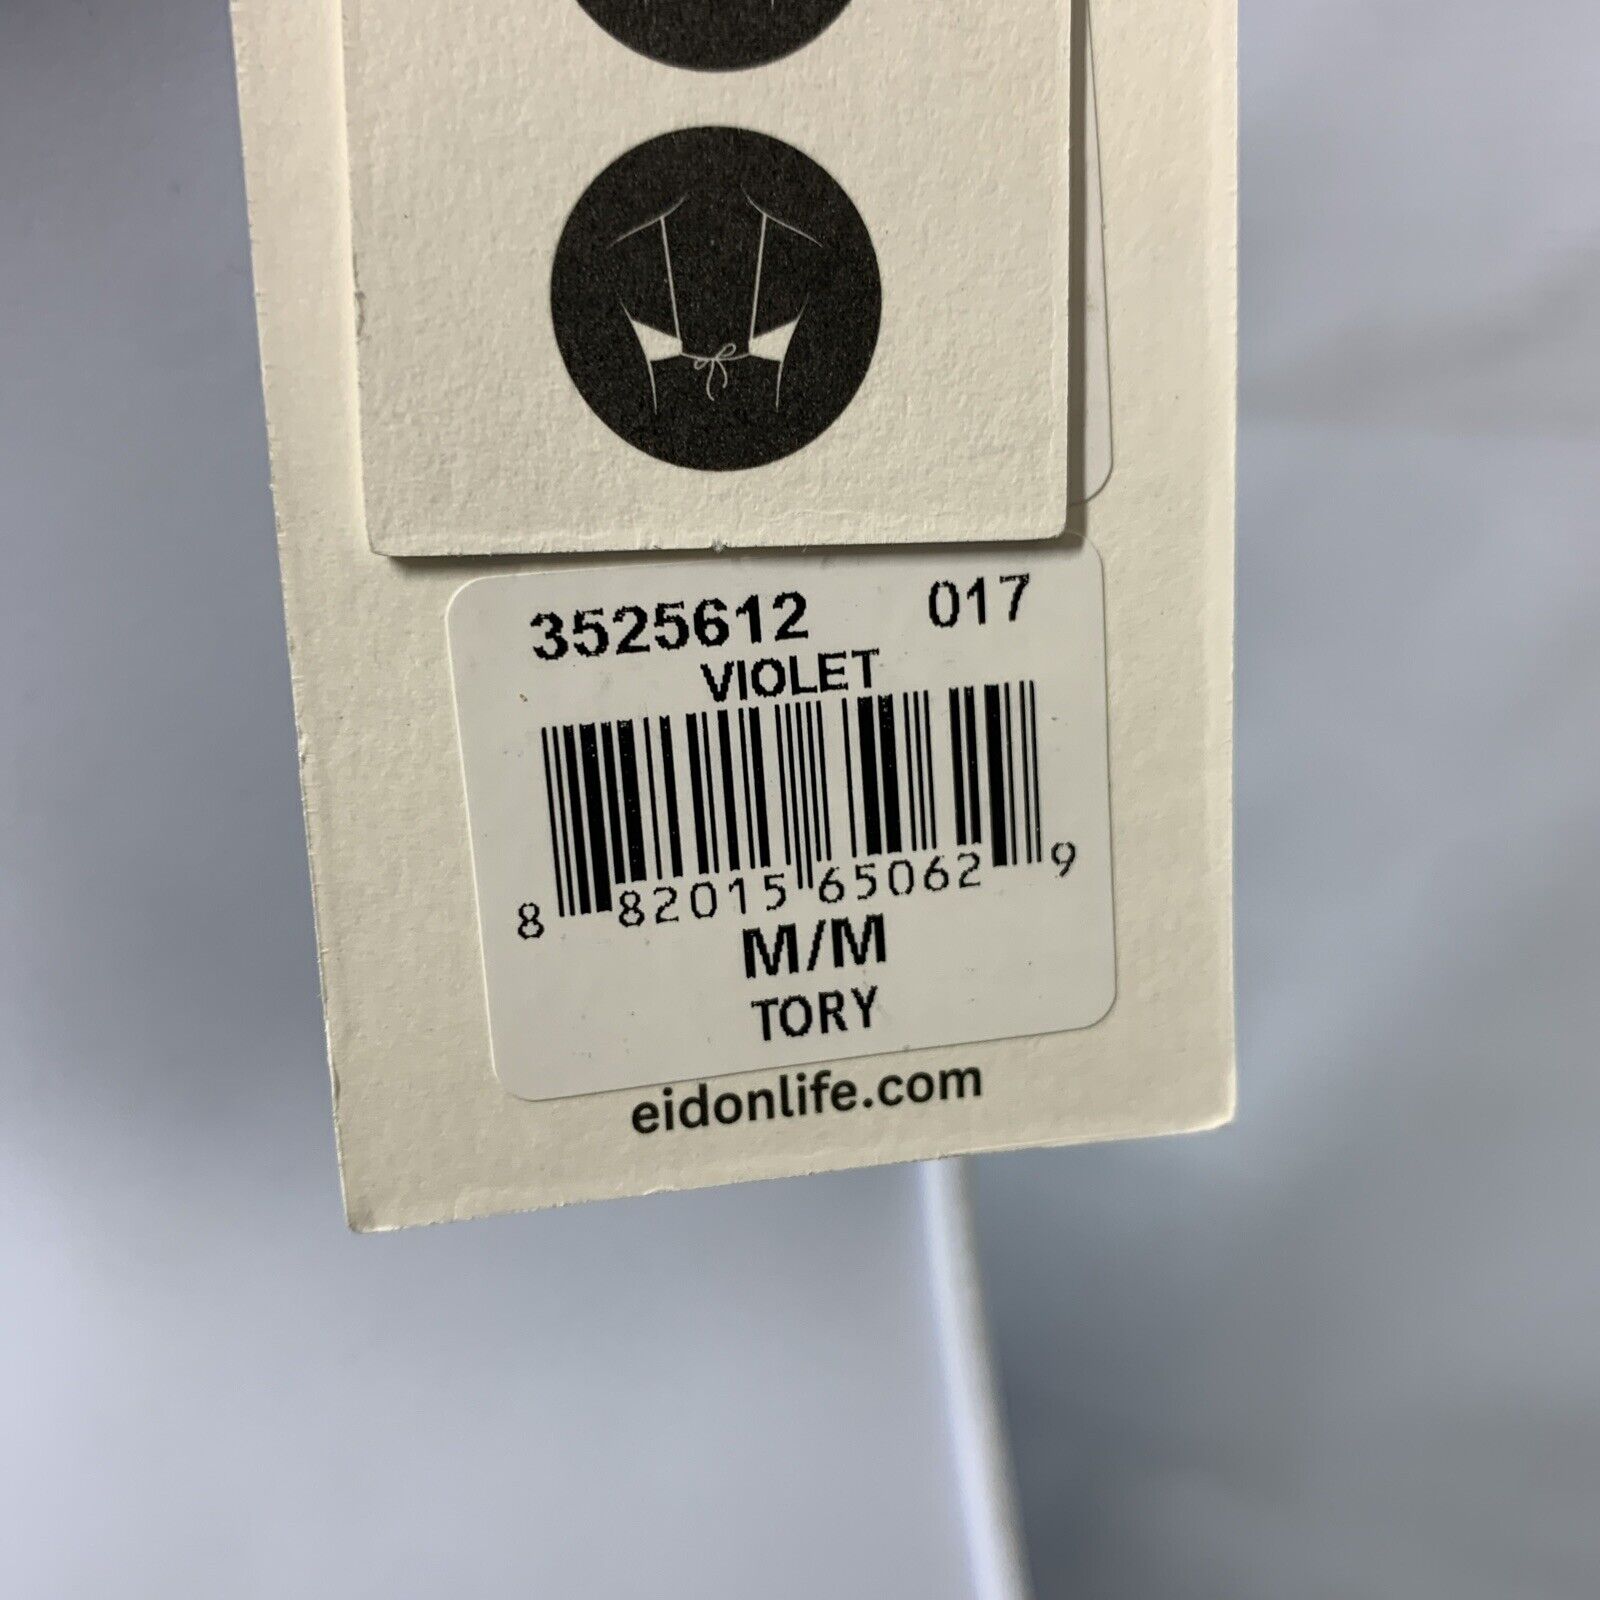 3525612 017
VIOLET
8 82015 65062 9
M/M
TORY
eidonlife.com